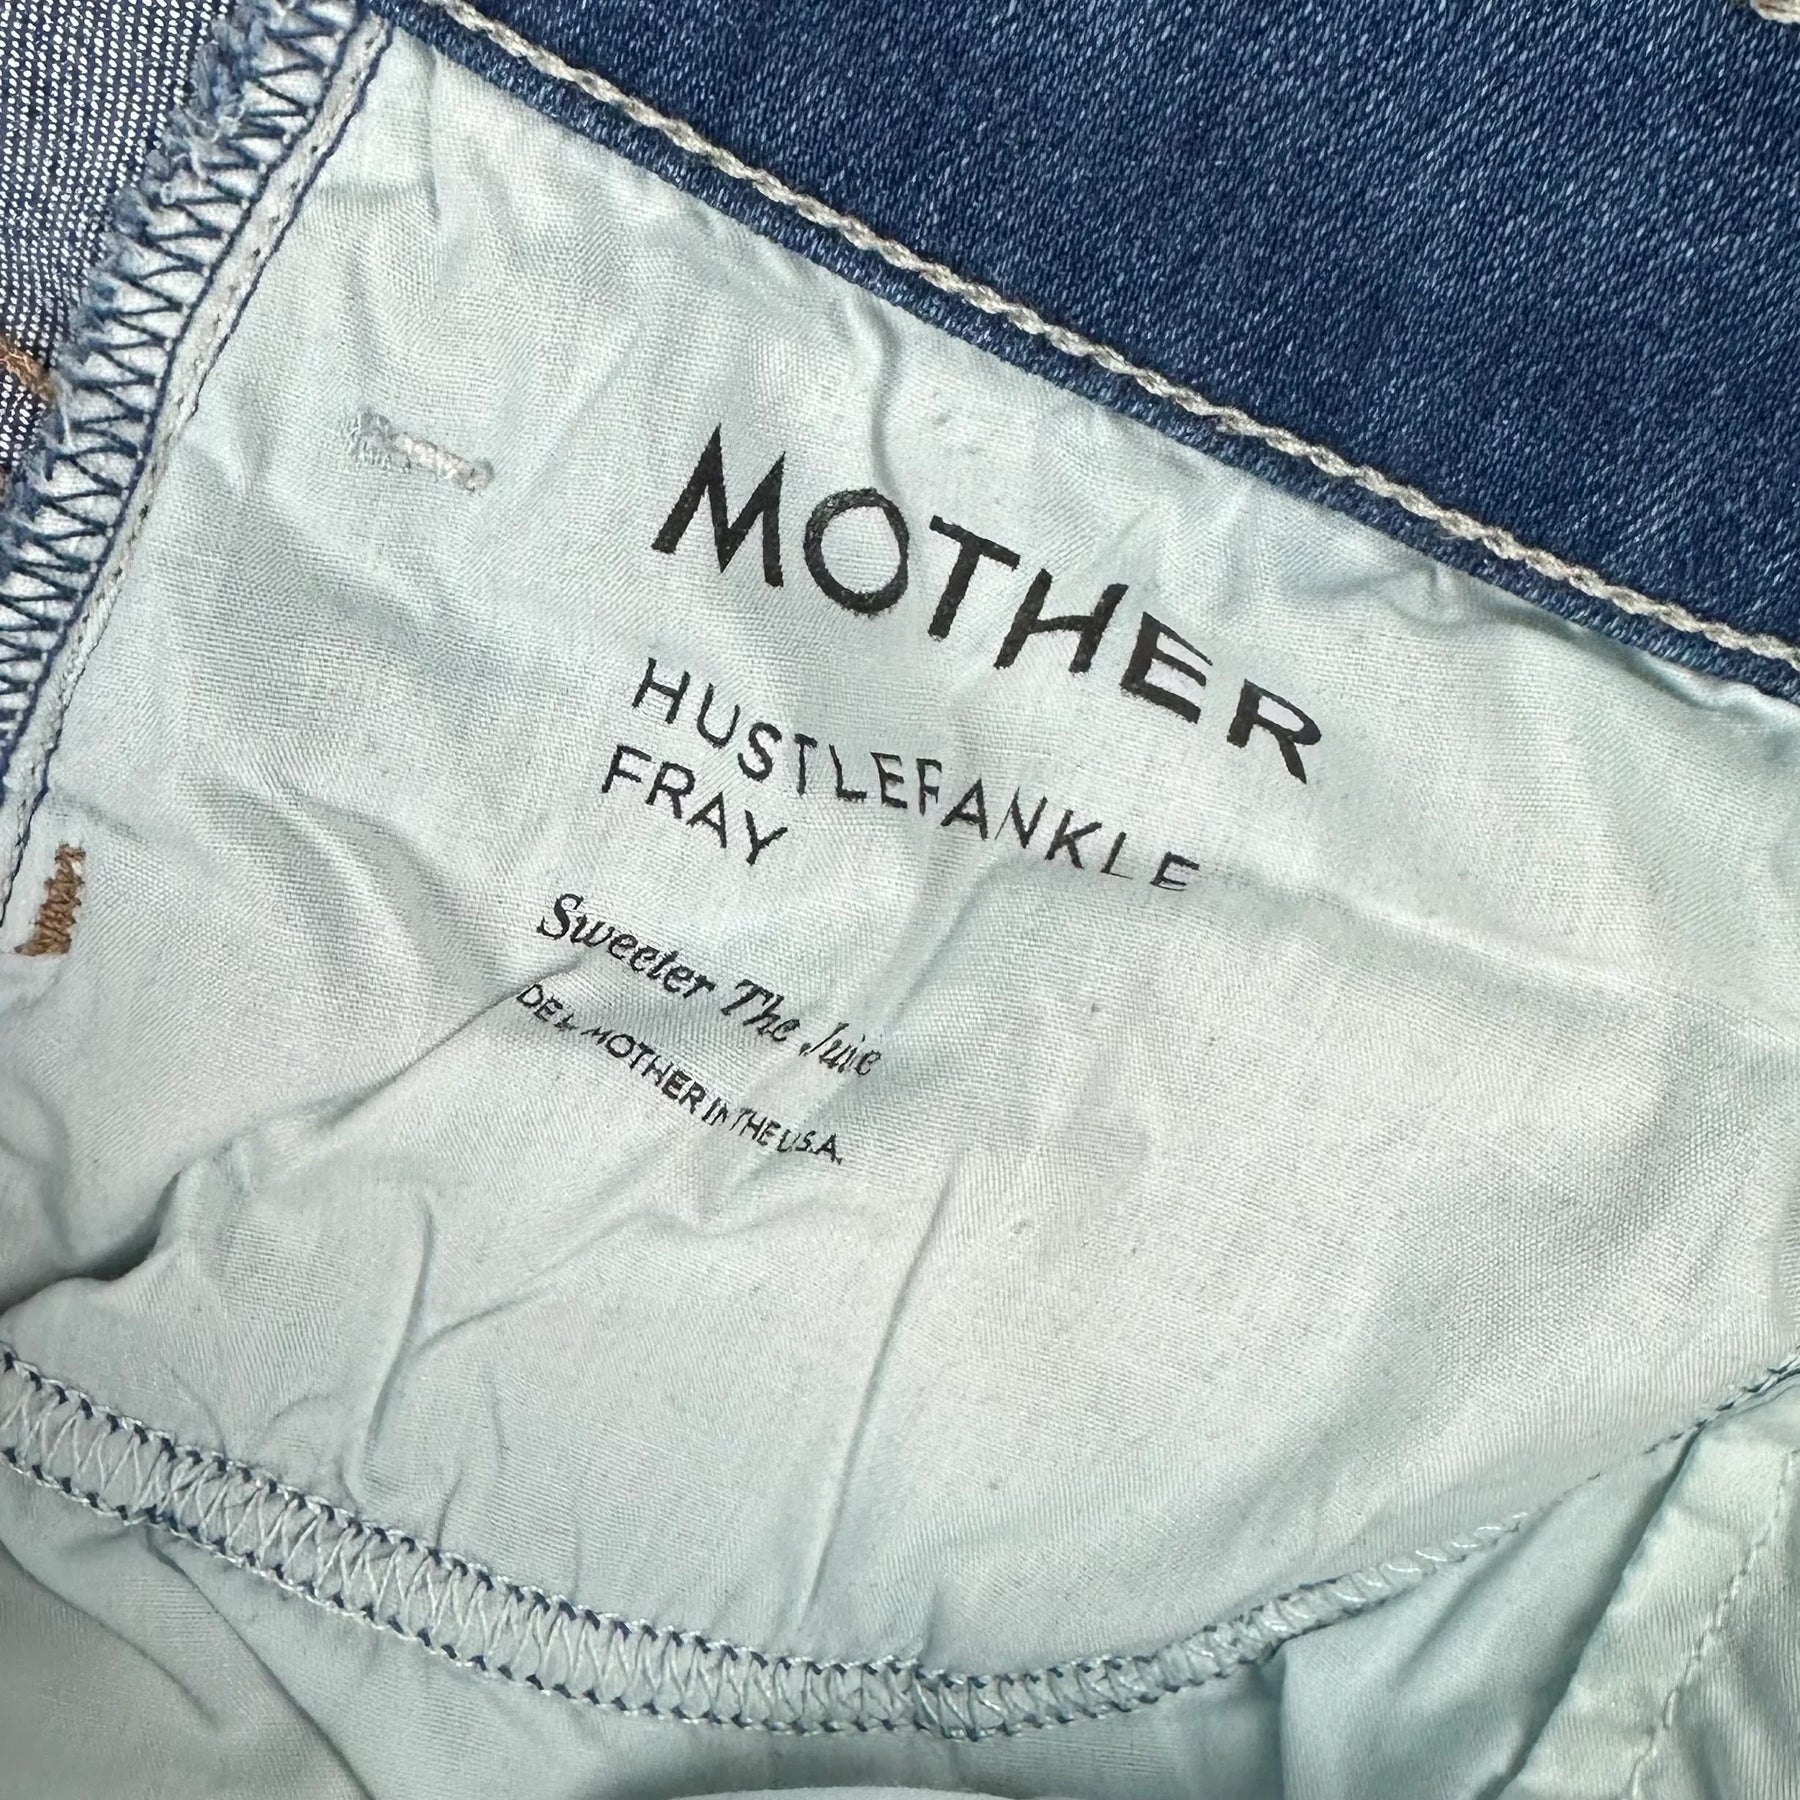 MOTHER
HUSTLER ANKLE
FRAY
Sweeter The Juice
MOTHER IN THE U.S.A.